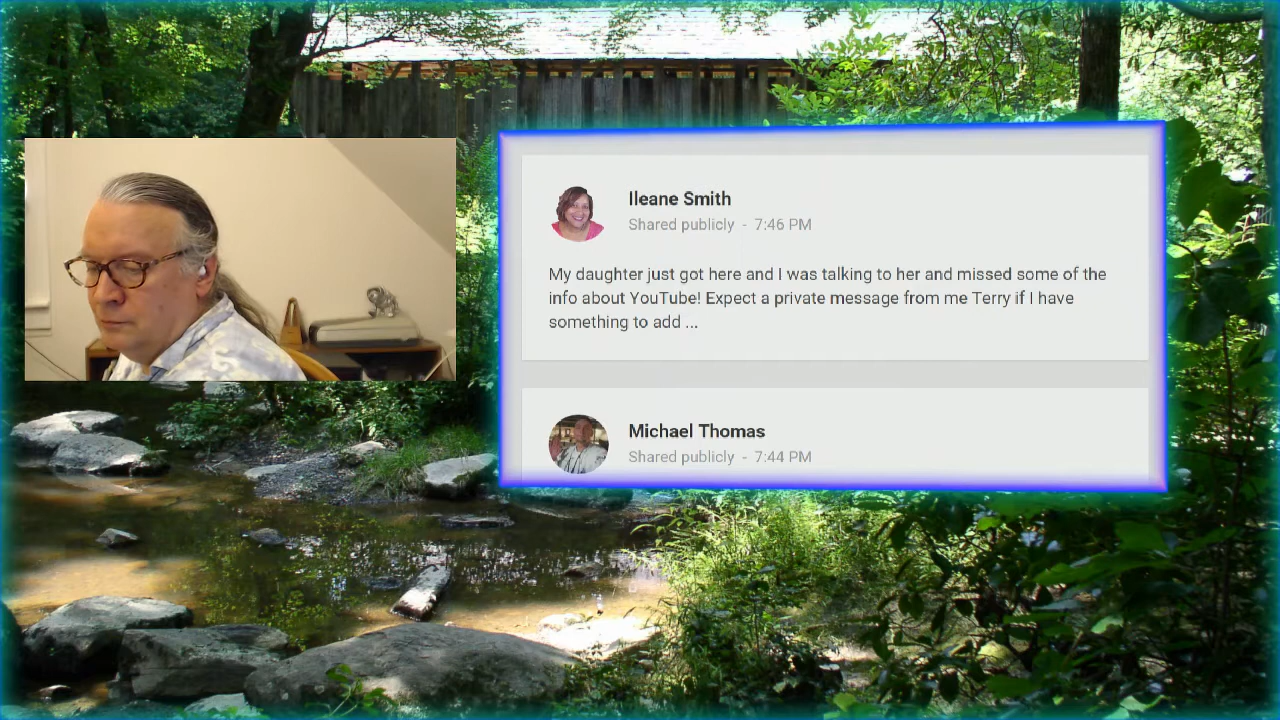 Ileane Smith
Shared publicly - 7:46 PM
My daughter just got here and I was talking to her and missed some of the
info about YouTube! Expect a private message from me Terry if I have
something to add ...
Michael Thomas
Shared publicly - 7:44 PM